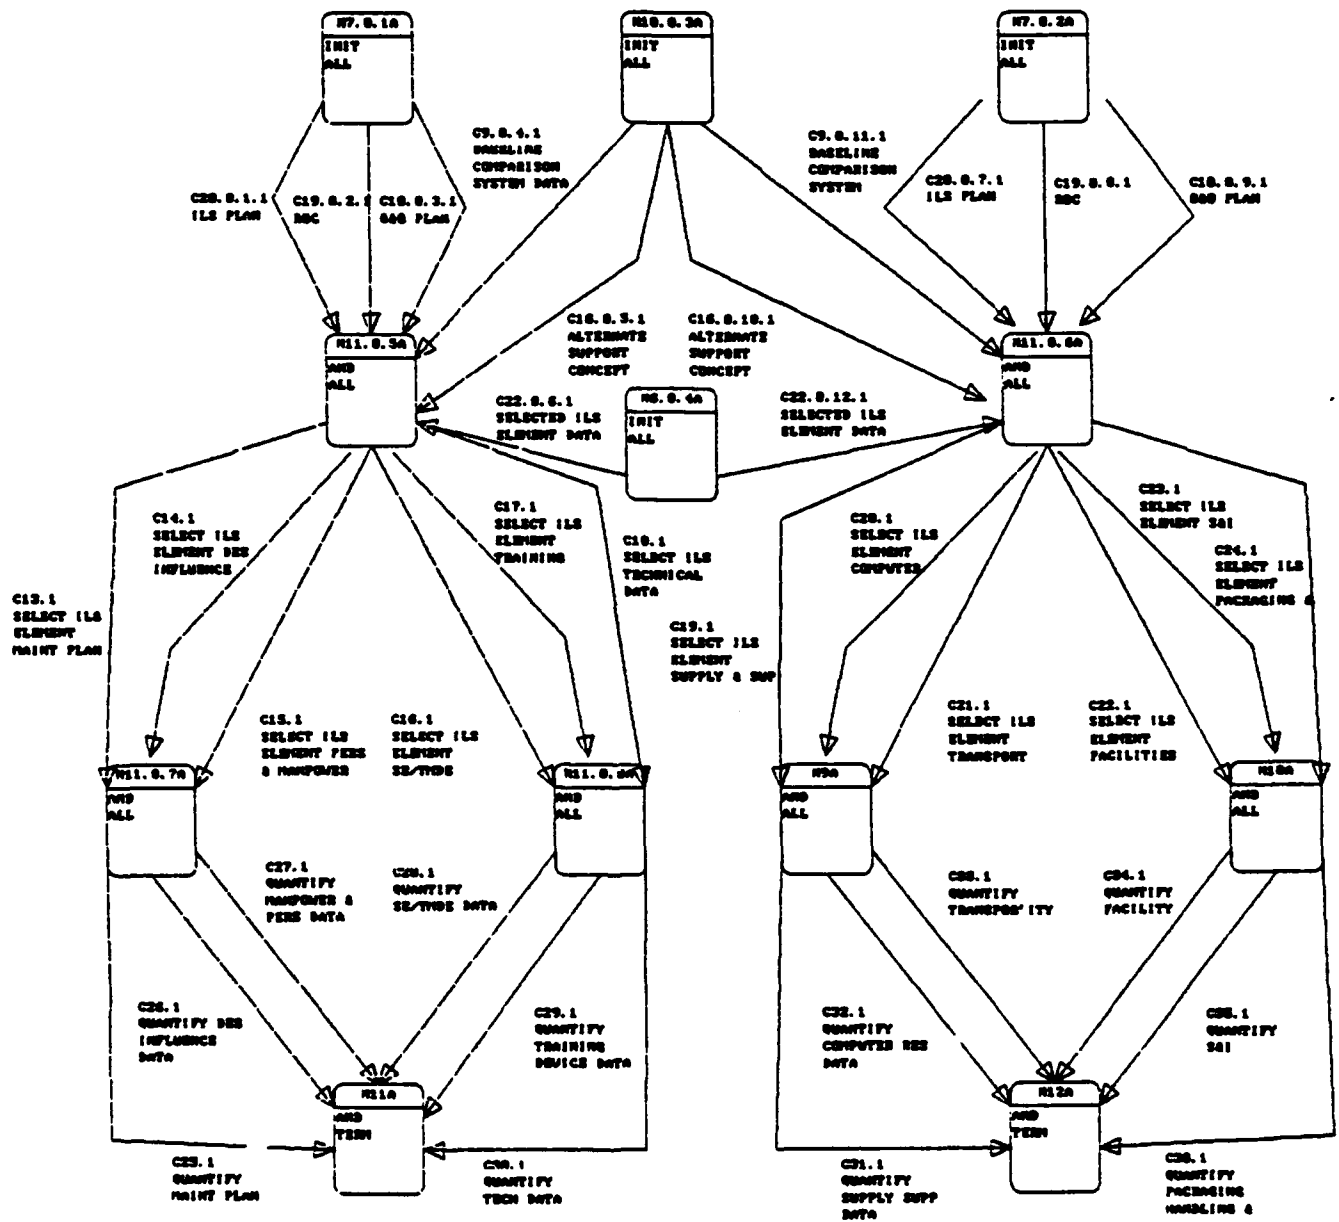 N7.0.1A
INIT
ALL
N10.0.3A
INIT
ALL
N7.0.2A
INIT
ALL
C9.0.4.1
BASELINE
COMPARISON
SYSTEM DATA
C9.0.11.1
BASELINE
COMPARISON
SYSTEM
C20.0.1.1
ILS PLAN
C19.0.2.1
ROC
C18.0.3.1
O&O PLAN
C20.0.7.1
ILS PLAN
C19.0.8.1
ROC
C18.0.9.1
O&O PLAN
N11.0.5A
AND
ALL
C16.0.5.1
ALTERNATE
SUPPORT
CONCEPT
C16.0.10.1
ALTERNATE
SUPPORT
CONCEPT
N11.0.6A
AND
ALL
C22.0.6.1
SELECTED ILS
ELEMENT DATA
N6.0.4A
INIT
ALL
C22.0.12.1
SELECTED ILS
ELEMENT DATA
C13.1
SELECT ILS
ELEMENT
MAINT PLAN
C14.1
SELECT ILS
ELEMENT DES
INFLUENCE
C17.1
SELECT ILS
ELEMENT
TRAINING
C18.1
SELECT ILS
TECHNICAL
DATA
C19.1
SELECT ILS
ELEMENT
SUPPLY & SUP
C20.1
SELECT ILS
ELEMENT
COMPUTER
C23.1
SELECT ILS
ELEMENT S&I
C24.1
SELECT ILS
ELEMENT
PACKAGING &
C15.1
SELECT ILS
ELEMENT PERS
& MANPOWER
C16.1
SELECT ILS
ELEMENT
SE/TMDE
C21.1
SELECT ILS
ELEMENT
TRANSPORT
C22.1
SELECT ILS
ELEMENT
FACILITIES
N11.0.7A
AND
ALL
N11.0.8A
AND
ALL
N9A
AND
ALL
N10A
AND
ALL
C27.1
QUANTIFY
MANPOWER &
PERS DATA
C28.1
QUANTIFY
SE/TMDE DATA
C33.1
QUANTIFY
TRANSPOR'ITY
C34.1
QUANTIFY
FACILITY
C26.1
QUANTIFY DES
INFLUENCE
DATA
C29.1
QUANTIFY
TRAINING
DEVICE DATA
C32.1
QUANTIFY
COMPUTER RES
DATA
C35.1
QUANTIFY
S&I
N11A
AND
TERM
N12A
AND
TERM
C25.1
QUANTIFY
MAINT PLAN
C30.1
QUANTIFY
TECH DATA
C31.1
QUANTIFY
SUPPLY SUPP
DATA
C36.1
QUANTIFY
PACKAGING
HANDLING &